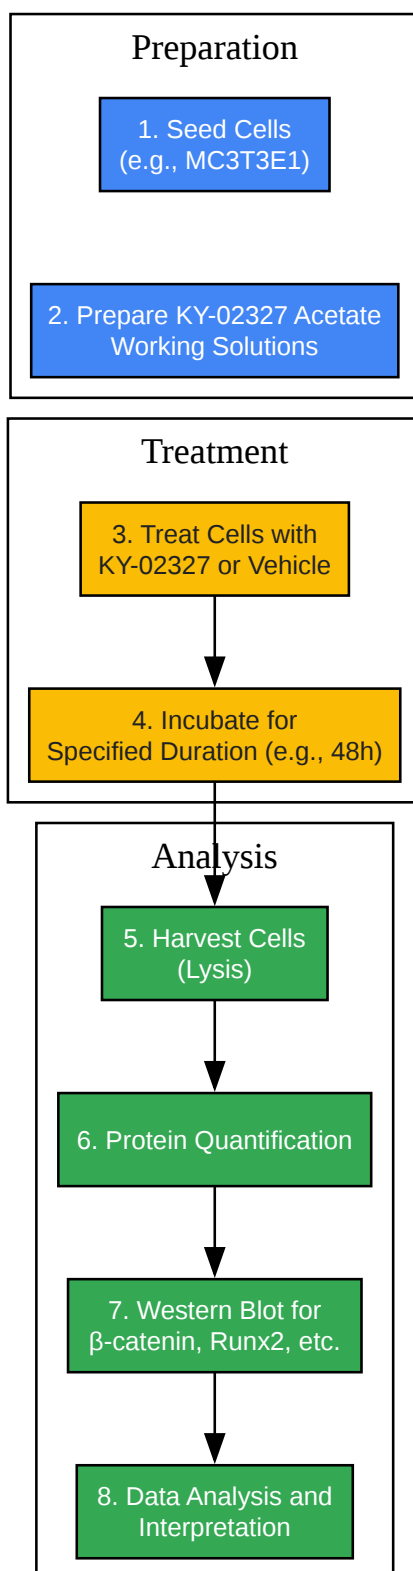 Preparation
1. Seed Cells
(e.g., MC3T3E1)
2. Prepare KY-02327 Acetate
Working Solutions
Treatment
3. Treat Cells with
KY-02327 or Vehicle
4. Incubate for
Specified Duration (e.g., 48h)
Analysis
5. Harvest Cells
(Lysis)
6. Protein Quantification
7. Western Blot for
β-catenin, Runx2, etc.
8. Data Analysis and
Interpretation